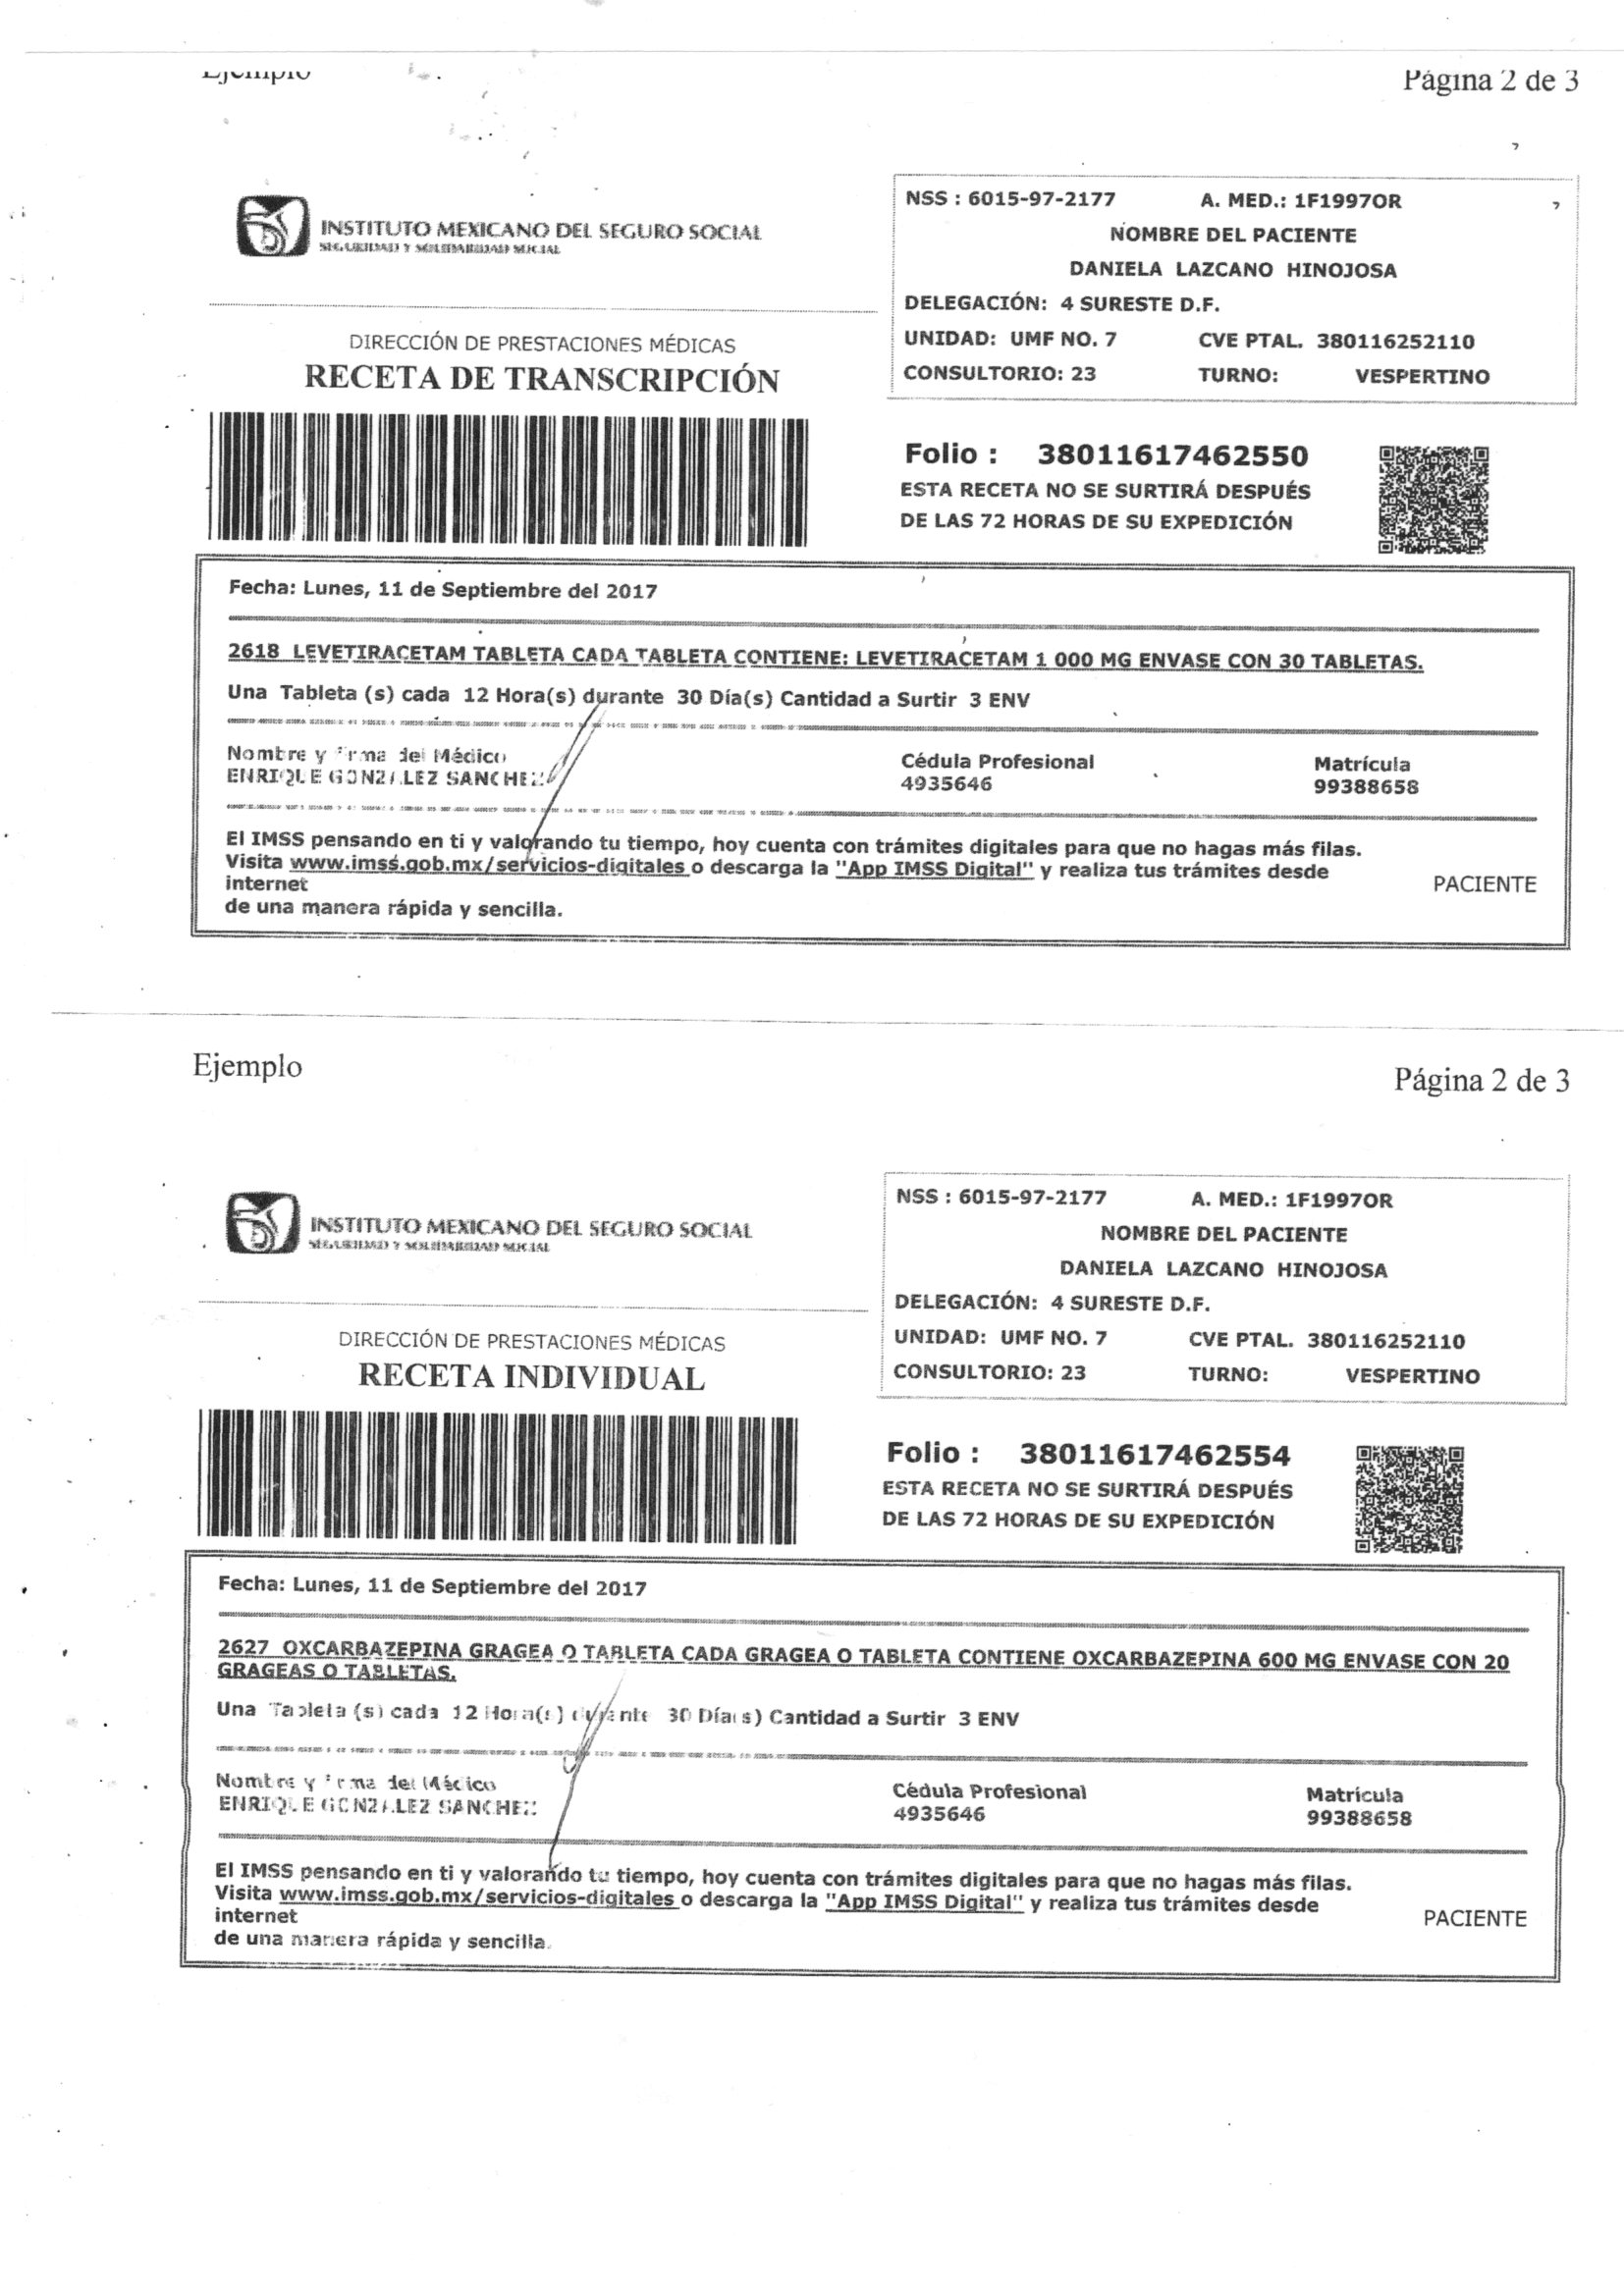 Ejemplo
Página 2 de 3
INSTITUTO MEXICANO DEL SEGURO SOCIAL
SEGURIDAD Y SOLIDARIDAD SOCIAL
NSS : 6015-97-2177 A. MED.: 1F1997OR
NOMBRE DEL PACIENTE
DANIELA LAZCANO HINOJOSA
DELEGACIÓN: 4 SURESTE D.F.
UNIDAD: UMF NO. 7 CVE PTAL. 380116252110
CONSULTORIO: 23 TURNO: VESPERTINO
DIRECCIÓN DE PRESTACIONES MÉDICAS
RECETA DE TRANSCRIPCIÓN
Folio : 38011617462550
ESTA RECETA NO SE SURTIRÁ DESPUÉS
DE LAS 72 HORAS DE SU EXPEDICIÓN
Fecha: Lunes, 11 de Septiembre del 2017
2618 LEVETIRACETAM TABLETA CADA TABLETA CONTIENE: LEVETIRACETAM 1 000 MG ENVASE CON 30 TABLETAS.
Una Tableta (s) cada 12 Hora(s) durante 30 Día(s) Cantidad a Surtir 3 ENV
Nombre y firma del Médico Cédula Profesional Matrícula
ENRIQUE GONZALEZ SANCHEZ 4935646 99388658
El IMSS pensando en ti y valorando tu tiempo, hoy cuenta con trámites digitales para que no hagas más filas.
Visita www.imss.gob.mx/servicios-digitales o descarga la "App IMSS Digital" y realiza tus trámites desde
internet
de una manera rápida y sencilla.
PACIENTE
Ejemplo
Página 2 de 3
INSTITUTO MEXICANO DEL SEGURO SOCIAL
SEGURIDAD Y SOLIDARIDAD SOCIAL
NSS : 6015-97-2177 A. MED.: 1F1997OR
NOMBRE DEL PACIENTE
DANIELA LAZCANO HINOJOSA
DELEGACIÓN: 4 SURESTE D.F.
UNIDAD: UMF NO. 7 CVE PTAL. 380116252110
CONSULTORIO: 23 TURNO: VESPERTINO
DIRECCIÓN DE PRESTACIONES MÉDICAS
RECETA INDIVIDUAL
Folio : 38011617462554
ESTA RECETA NO SE SURTIRÁ DESPUÉS
DE LAS 72 HORAS DE SU EXPEDICIÓN
Fecha: Lunes, 11 de Septiembre del 2017
2627 OXCARBAZEPINA GRAGEA O TABLETA CADA GRAGEA O TABLETA CONTIENE OXCARBAZEPINA 600 MG ENVASE CON 20
GRAGEAS O TABLETAS.
Una Tableta (s) cada 12 Hora(s) durante 30 Día(s) Cantidad a Surtir 3 ENV
Nombre y firma del Médico Cédula Profesional Matrícula
ENRIQUE GONZALEZ SANCHEZ 4935646 99388658
El IMSS pensando en ti y valorando tu tiempo, hoy cuenta con trámites digitales para que no hagas más filas.
Visita www.imss.gob.mx/servicios-digitales o descarga la "App IMSS Digital" y realiza tus trámites desde
internet
de una manera rápida y sencilla.
PACIENTE